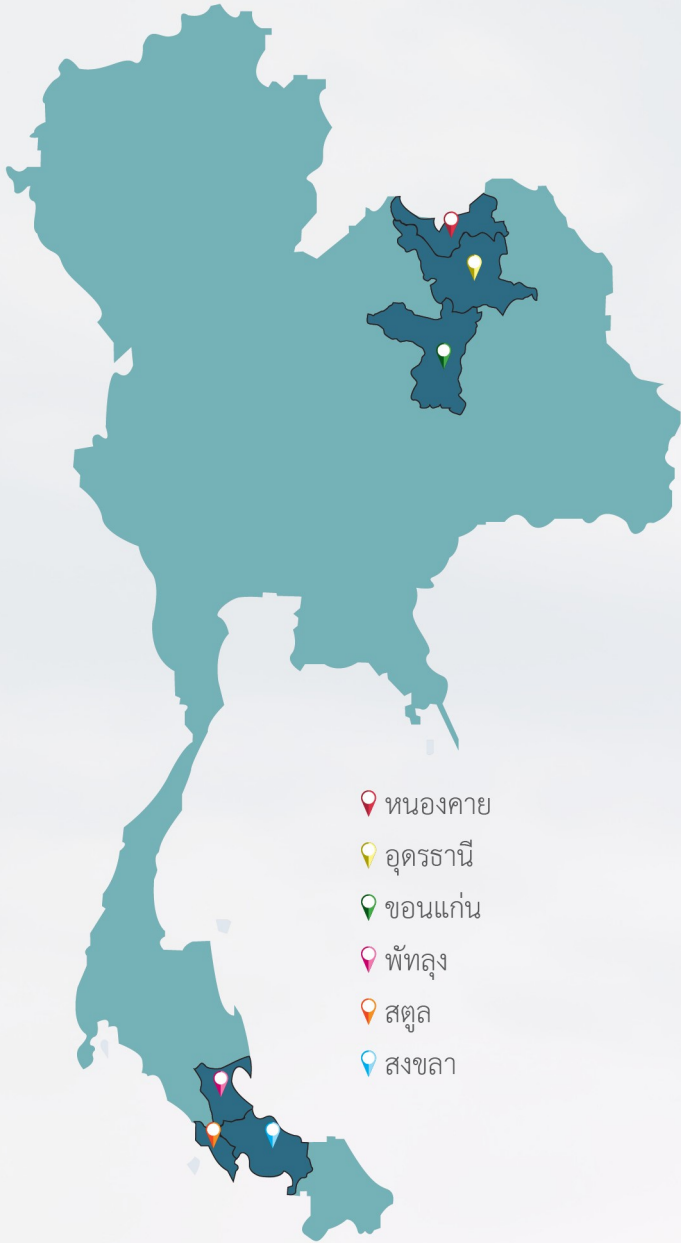 หนองคาย
อุดรธานี
ขอนแก่น
พัทลุง
สตูล
สงขลา